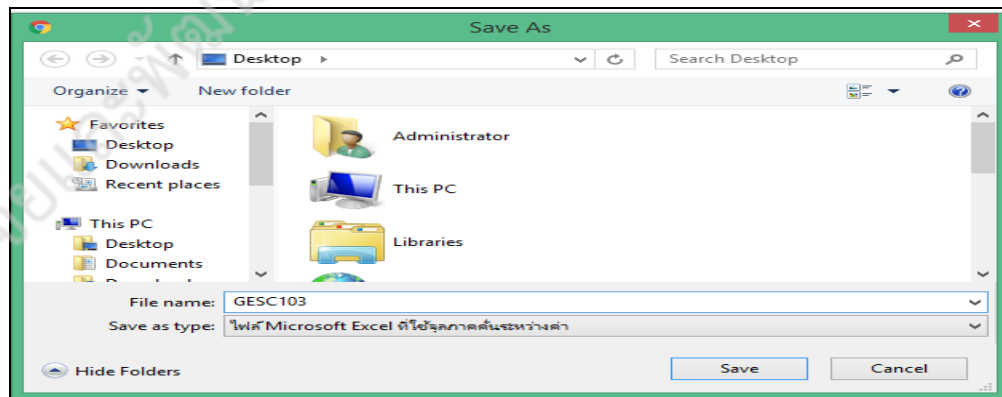 Save As
Desktop
Search Desktop
Organize
New folder
Favorites
Desktop
Downloads
Recent places
This PC
Desktop
Documents
Administrator
This PC
Libraries
File name: GESC103
Save as type: ไฟล์ Microsoft Excel ที่ใช้จุลภาคคั่นระหว่างค่า
Hide Folders
Save
Cancel